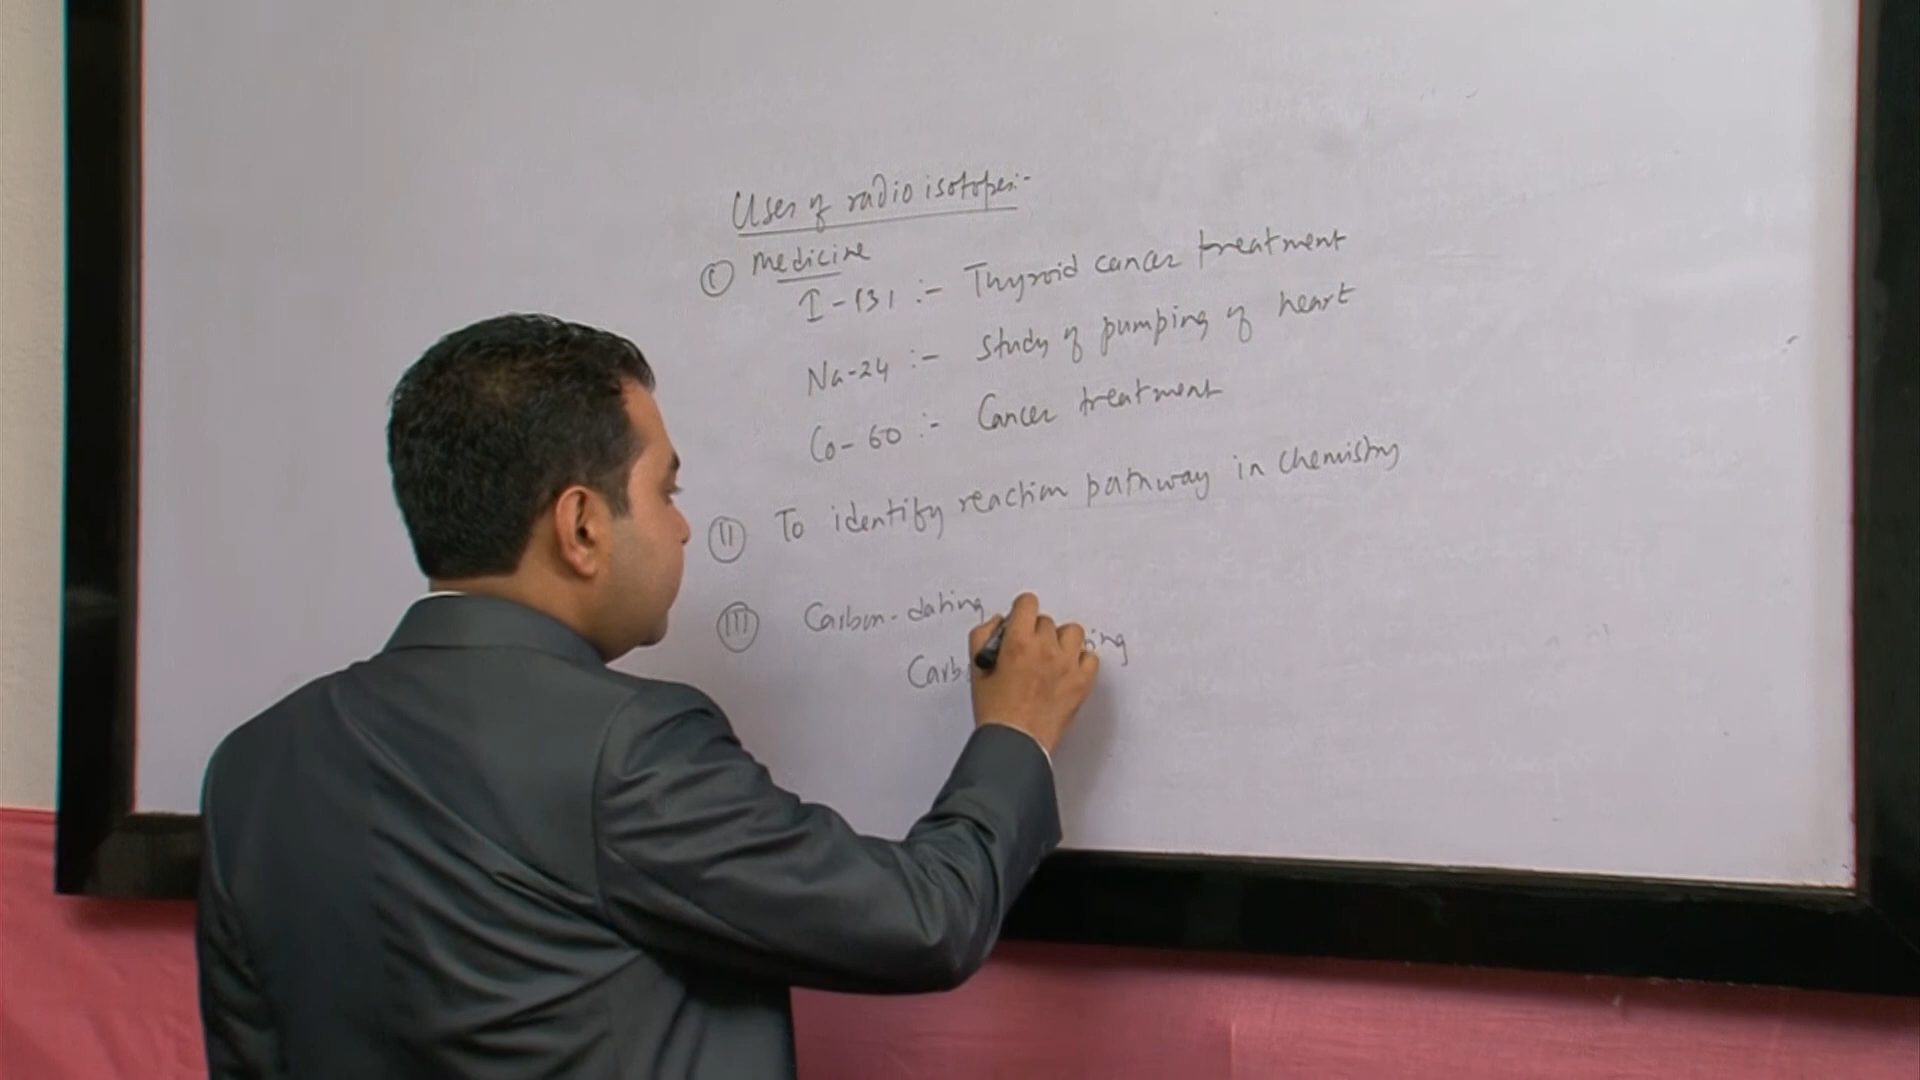 Uses of radio isotopes:-
(I) Medicine
I-131 :- Thyroid cancer treatment
Na-24 :- Study of pumping of heart
Co-60 :- Cancer treatment
(II) To identify reaction pathway in chemistry
(III) Carbon-dating